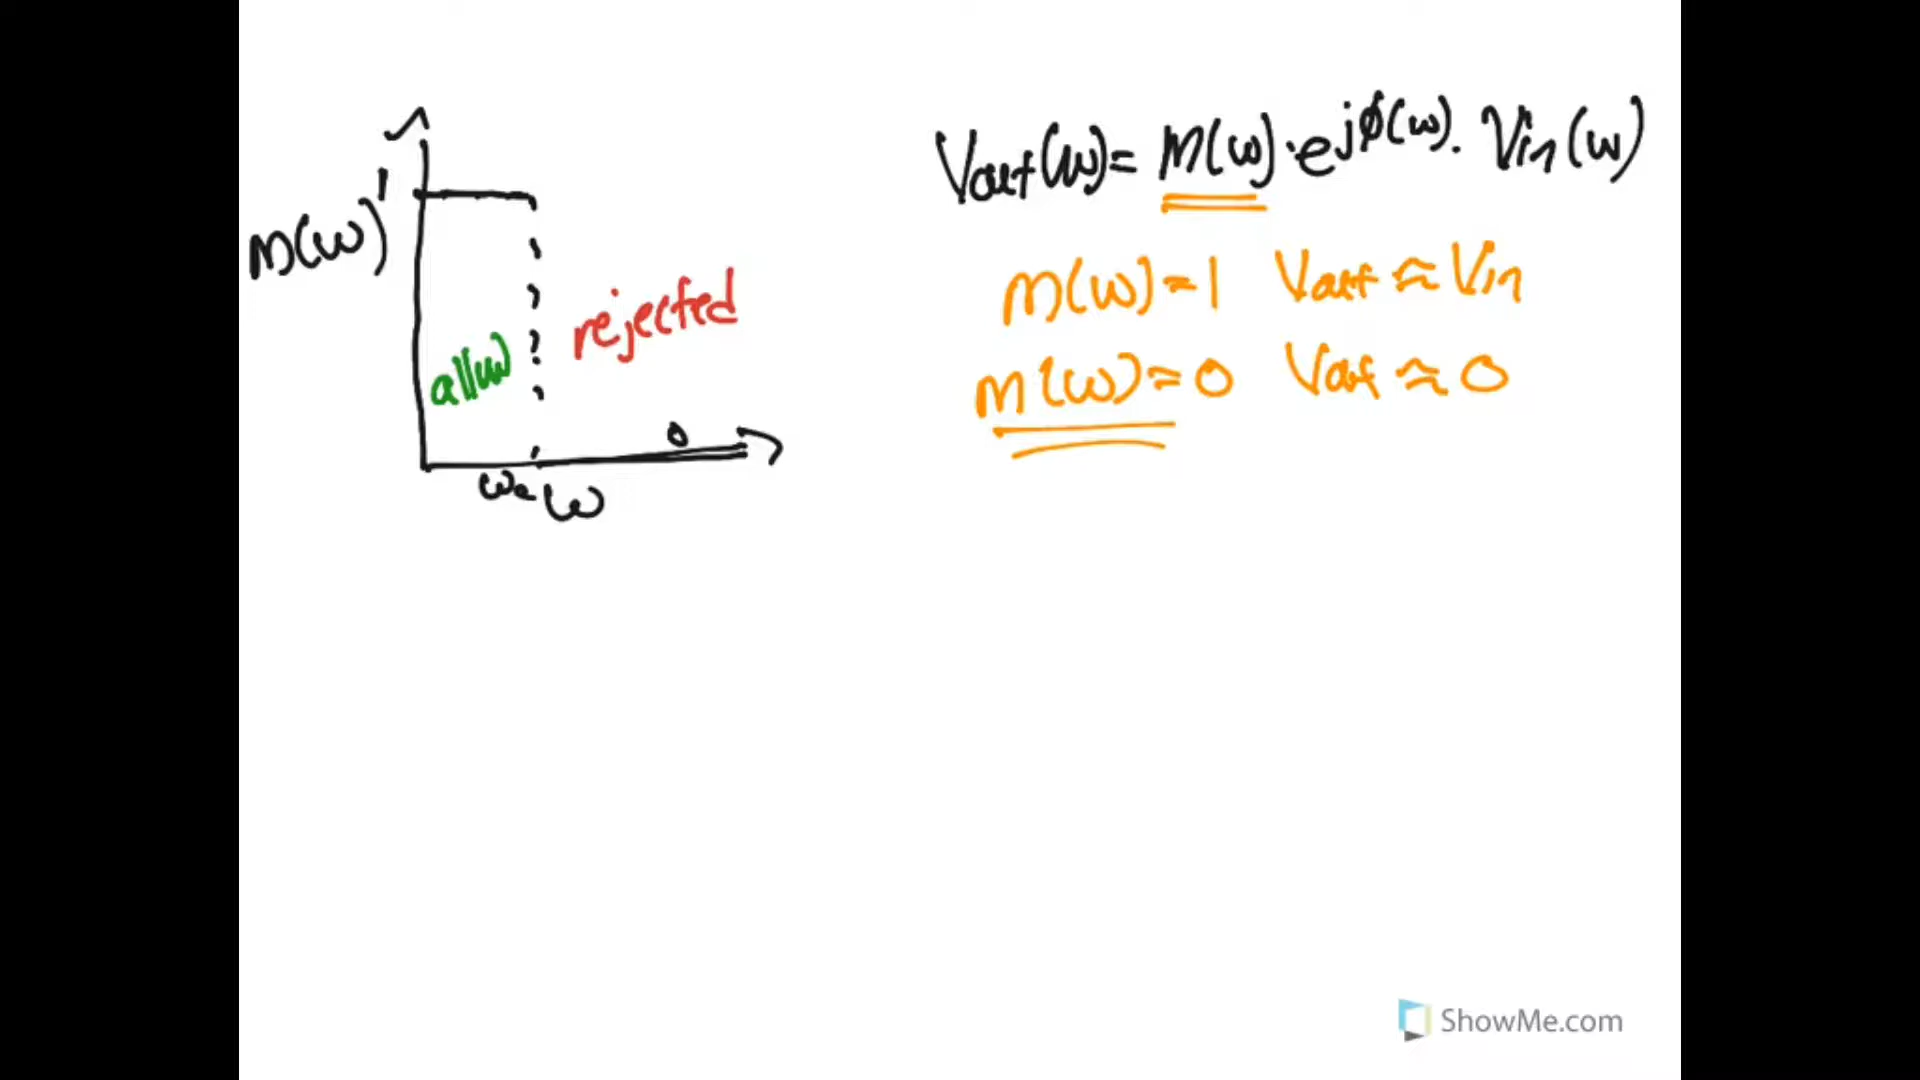 Vout(ω) = M(ω) · e^jϕ(ω) · Vin(ω)
1
M(ω)
rejected
allow
0
ωc
ω
M(ω) = 1 Vout ≈ Vin
M(ω) = 0 Vout ≈ 0
ShowMe.com